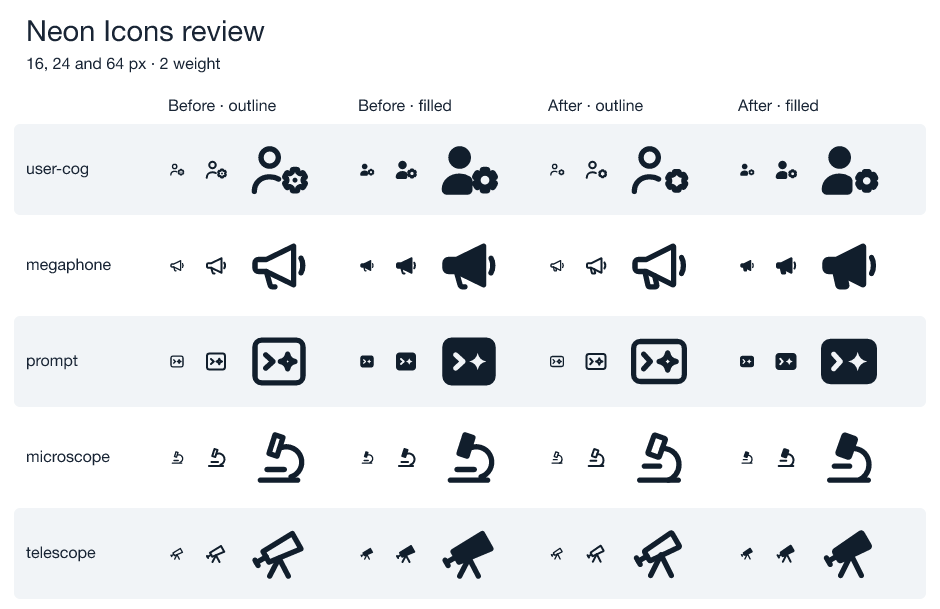 Neon Icons review
16, 24 and 64 px · 2 weight
Before · outline Before · filled After · outline After · filled
user-cog
megaphone
prompt
microscope
telescope